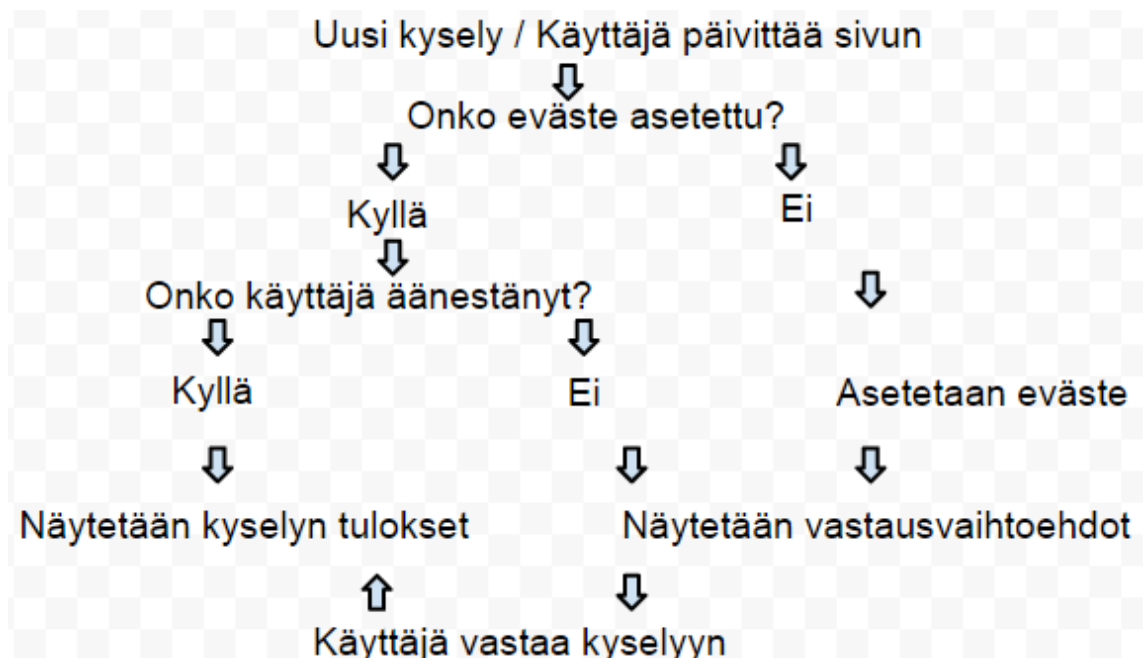 Uusi kysely / Käyttäjä päivittää sivun
Onko eväste asetettu?
Kyllä
Ei
Onko käyttäjä äänestänyt?
Kyllä
Ei
Asetetaan eväste
Näytetään kyselyn tulokset
Näytetään vastausvaihtoehdot
Käyttäjä vastaa kyselyyn